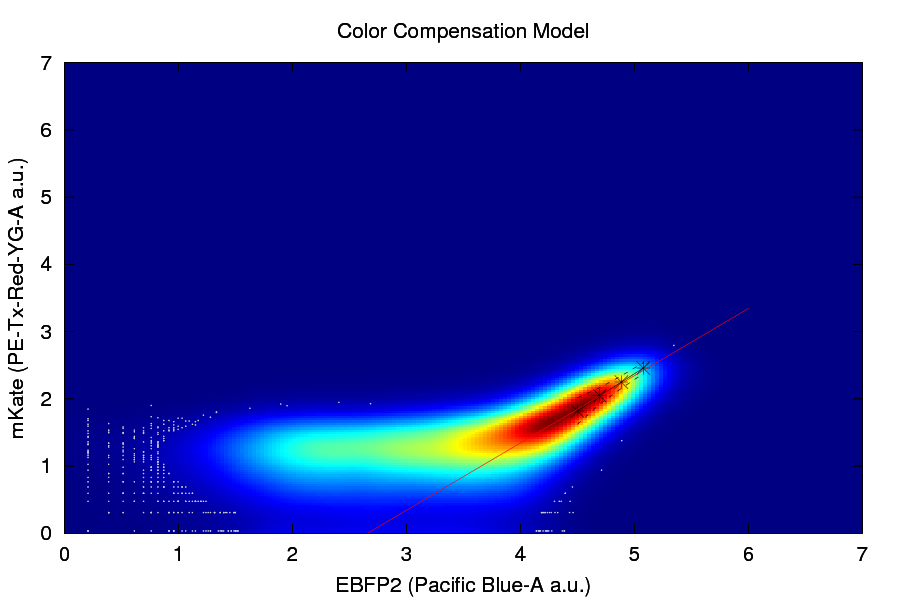 Color Compensation Model
7
6
5
4
3
2
1
0
mKate (PE-Tx-Red-YG-A a.u.)
0 1 2 3 4 5 6 7
EBFP2 (Pacific Blue-A a.u.)